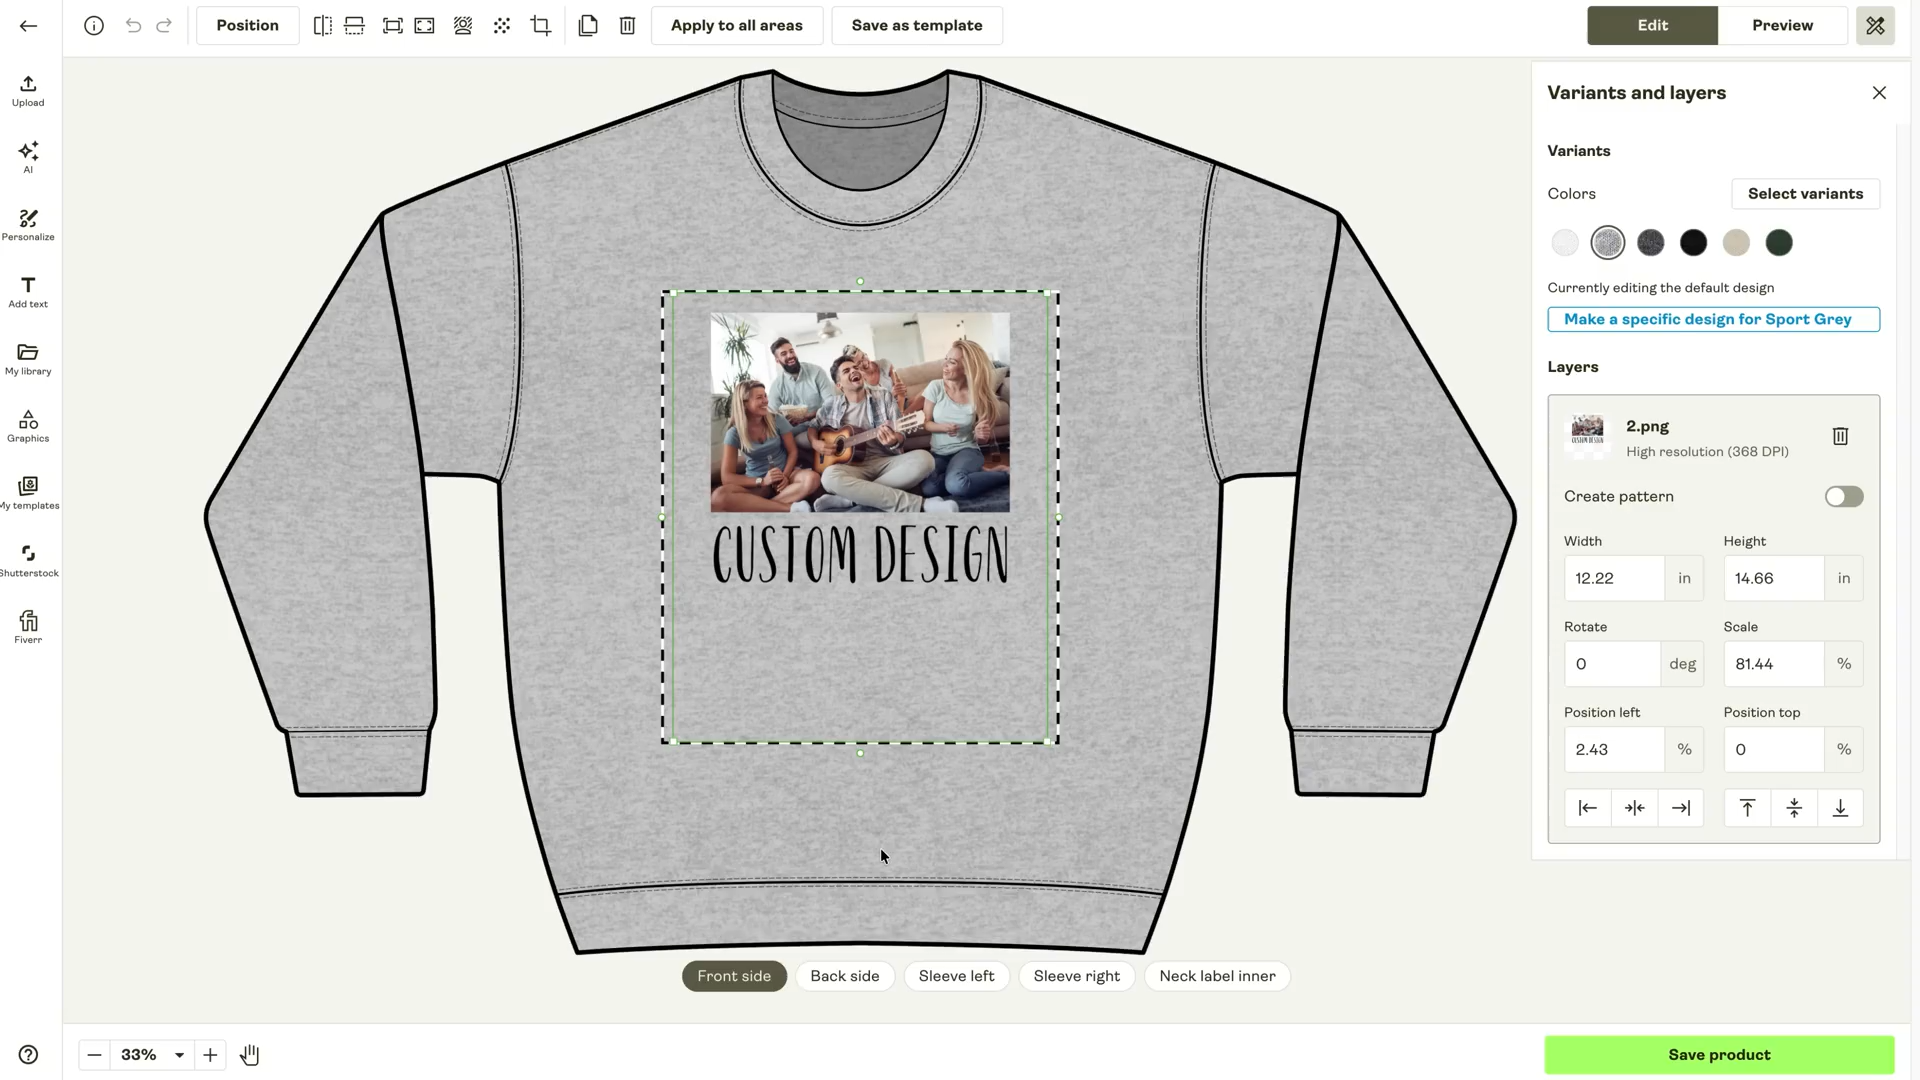 Position
Apply to all areas
Save as template
Edit
Preview
Upload
AI
Personalize
Add text
My library
Graphics
My templates
Shutterstock
Fiverr
CUSTOM DESIGN
Variants and layers
Variants
Colors
Select variants
Currently editing the default design
Make a specific design for Sport Grey
Layers
2.png
High resolution (368 DPI)
Create pattern
Width
Height
12.22 in
14.66 in
Rotate
Scale
0 deg
81.44 %
Position left
Position top
2.43 %
0 %
Front side
Back side
Sleeve left
Sleeve right
Neck label inner
33%
Save product